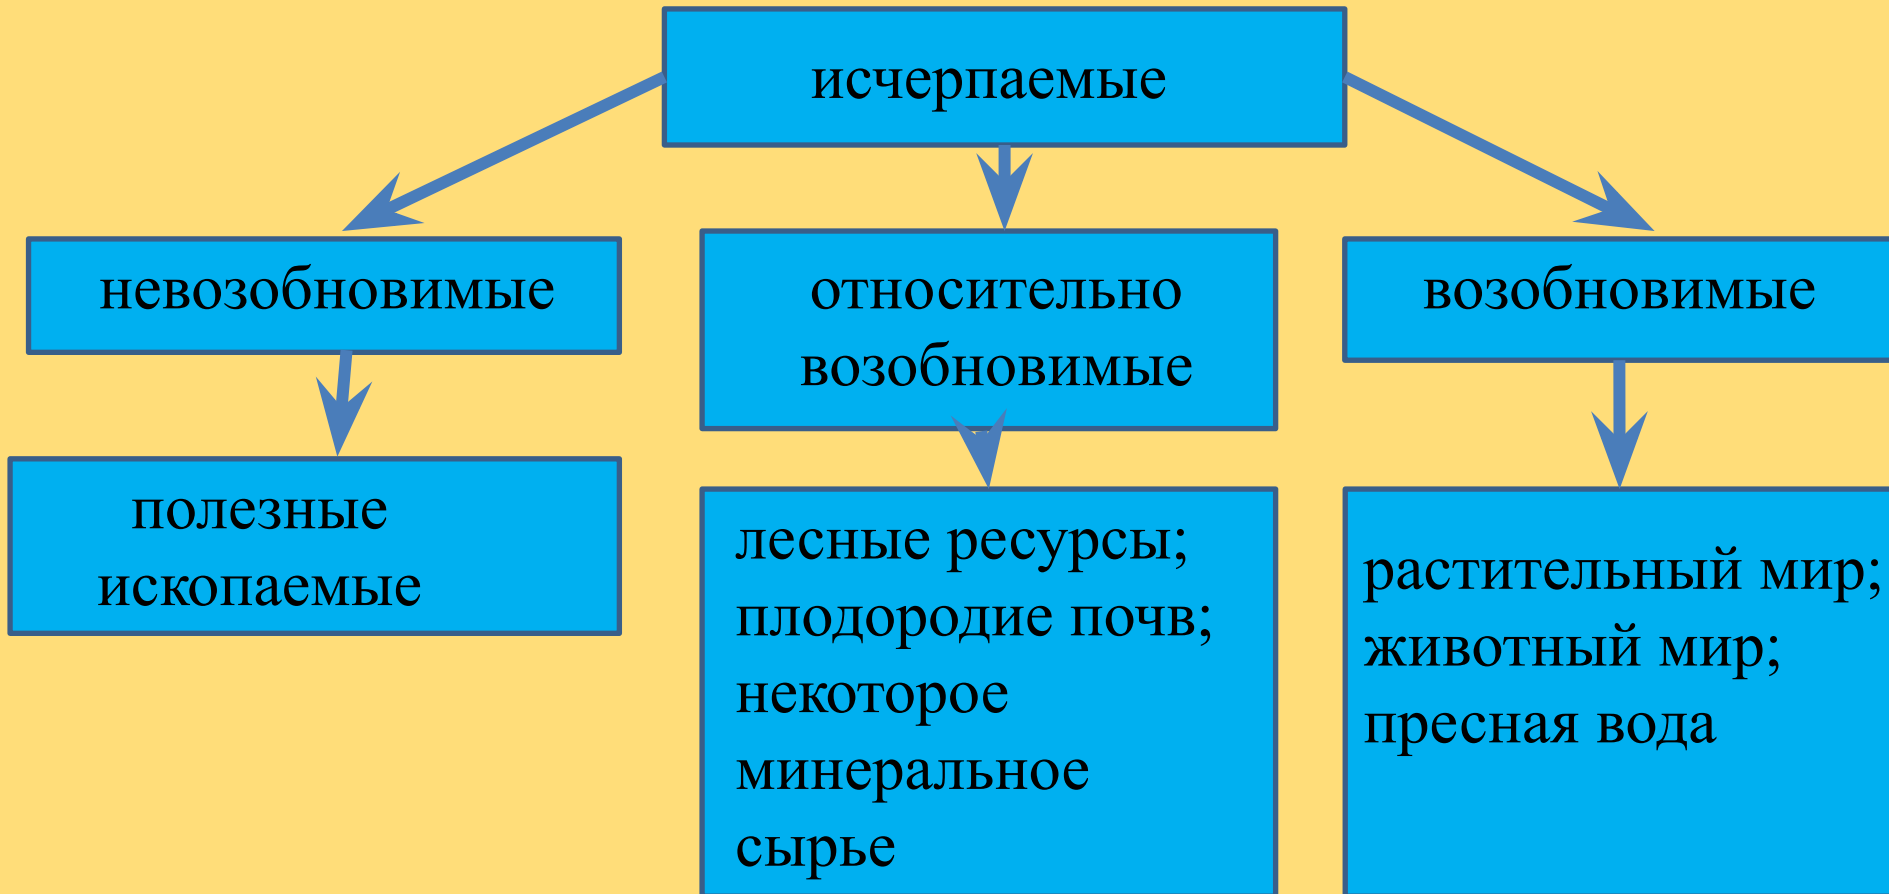 исчерпаемые
невозобновимые
относительно
возобновимые
возобновимые
полезные
ископаемые
лесные ресурсы;
плодородие почв;
некоторое
минеральное
сырье
растительный мир;
животный мир;
пресная вода